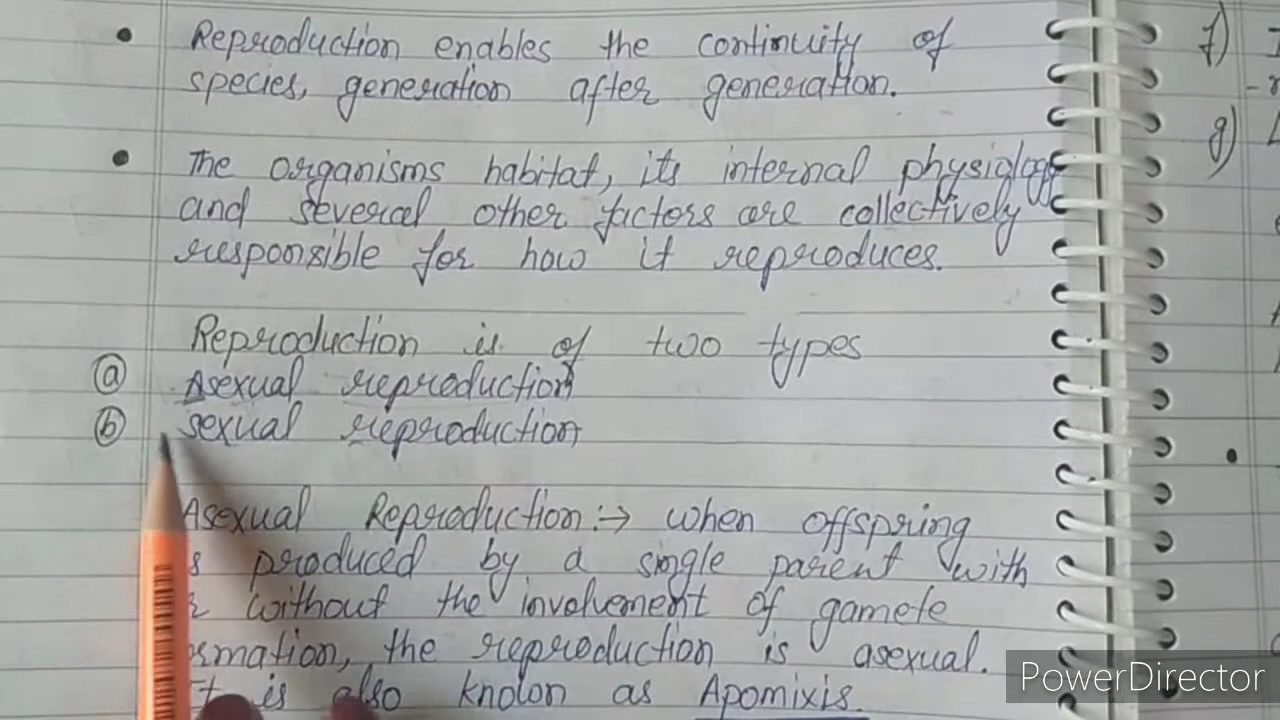 • Reproduction enables the continuity of
species, generation after generation.
• The organisms habitat, its internal physiology
and several other factors are collectively
responsible for how it reproduces.
Reproduction is of two types
(a) Asexual reproduction
(b) sexual reproduction
Asexual Reproduction:→ when offspring
produced by a single parent with
without the involvement of gamete
the reproduction is asexual.
It is also known as Apomixis.
f)
g)
PowerDirector